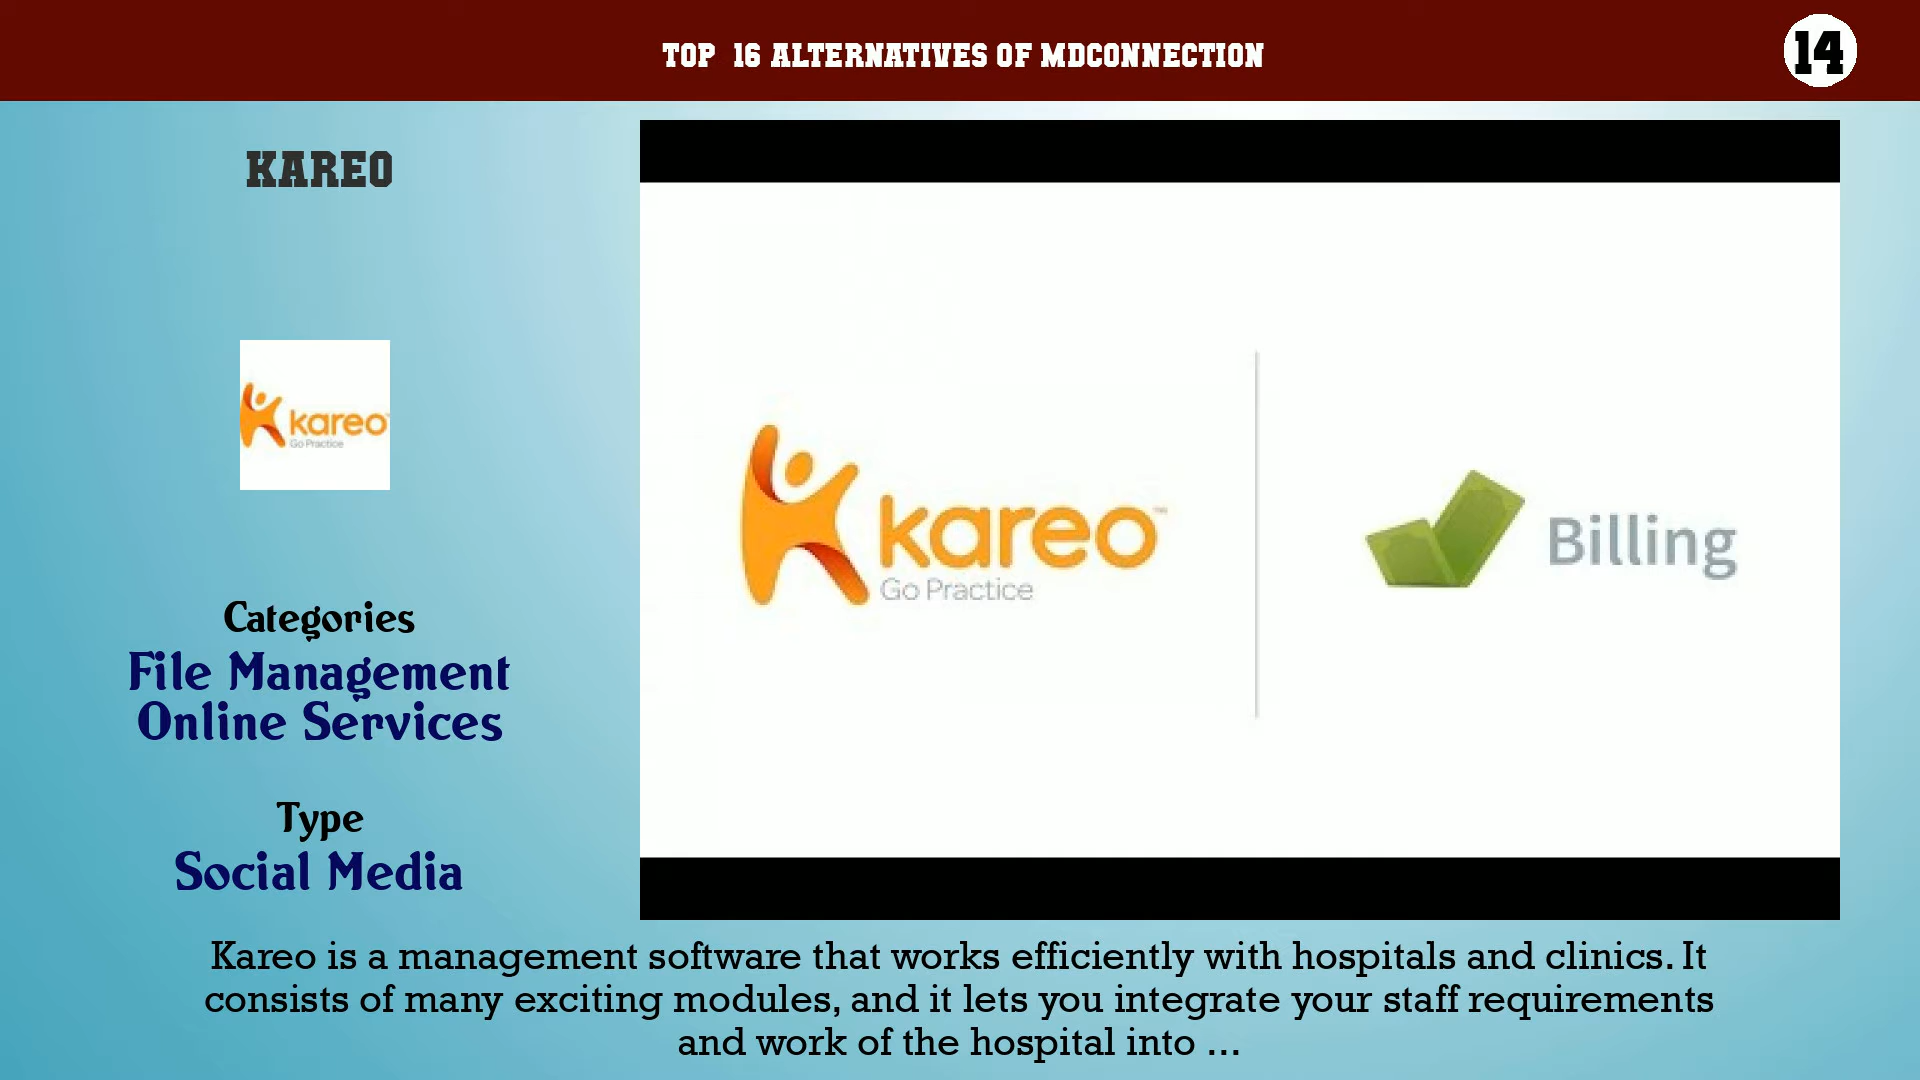 TOP 16 ALTERNATIVES OF MDCONNECTION
14
KAREO
kareo
Go Practice
kareo™
Go Practice
Billing
Categories
File Management
Online Services
Type
Social Media
Kareo is a management software that works efficiently with hospitals and clinics. It
consists of many exciting modules, and it lets you integrate your staff requirements
and work of the hospital into ...